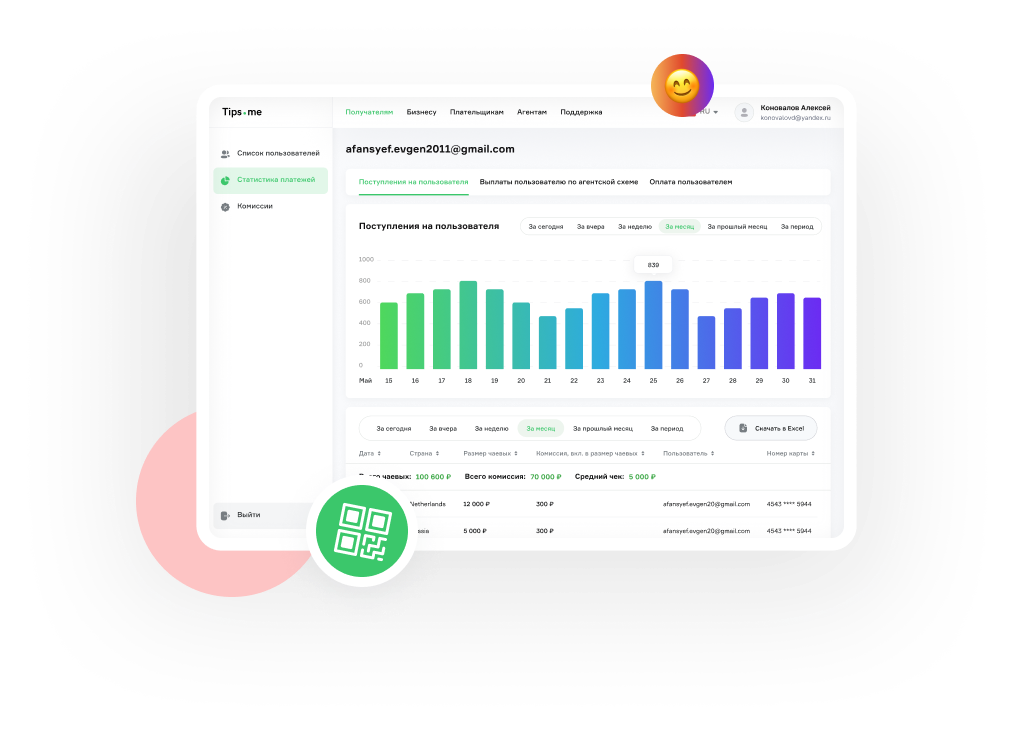 Tips•me
Получателям Бизнесу Плательщикам Агентам Поддержка
RU
Коновалов Алексей
konovalovd@yandex.ru
Список пользователей
Статистика платежей
Комиссии
Выйти
afansyef.evgen2011@gmail.com
Поступления на пользователя Выплаты пользователю по агентской схеме Оплата пользователем
Поступления на пользователя
За сегодня За вчера За неделю За месяц За прошлый месяц За период
1000
800
600
400
200
0
839
Май 15 16 17 18 19 20 21 22 23 24 25 26 27 28 29 30 31
За сегодня За вчера За неделю За месяц За прошлый месяц За период
Скачать в Excel
Дата Страна Размер чаевых Комиссия, вкл. в размер чаевых Пользователь Номер карты
чаевых: 100 600 ₽ Всего комиссия: 70 000 ₽ Средний чек: 5 000 ₽
Netherlands 12 000 ₽ 300 ₽ afansyef.evgen20@gmail.com 4543 **** 5944
5 000 ₽ 300 ₽ afansyef.evgen20@gmail.com 4543 **** 5944